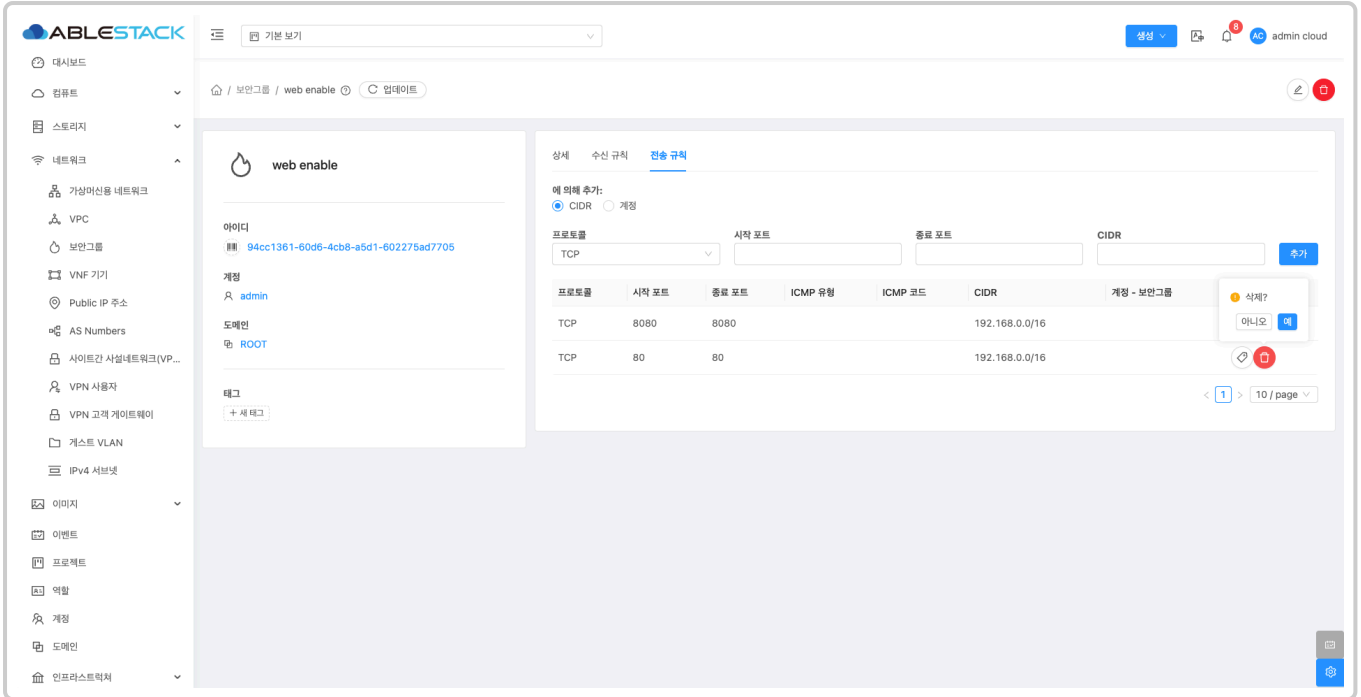 ABLESTACK
기본 보기
생성
8
AC
admin cloud
대시보드
컴퓨트
스토리지
네트워크
가상머신용 네트워크
VPC
보안그룹
VNF 기기
Public IP 주소
AS Numbers
사이트간 사설네트워크(VP...
VPN 사용자
VPN 고객 게이트웨이
게스트 VLAN
IPv4 서브넷
이미지
이벤트
프로젝트
역할
계정
도메인
인프라스트럭쳐
/ 보안그룹 / web enable
업데이트
web enable
아이디
94cc1361-60d6-4cb8-a5d1-602275ad7705
계정
admin
도메인
ROOT
태그
+ 새 태그
상세 수신 규칙 전송 규칙
에 의해 추가:
CIDR 계정
프로토콜 시작 포트 종료 포트 CIDR
TCP
추가
프로토콜 시작 포트 종료 포트 ICMP 유형 ICMP 코드 CIDR 계정 - 보안그룹
삭제?
아니오 예
TCP 8080 8080 192.168.0.0/16
TCP 80 80 192.168.0.0/16
< 1 > 10 / page